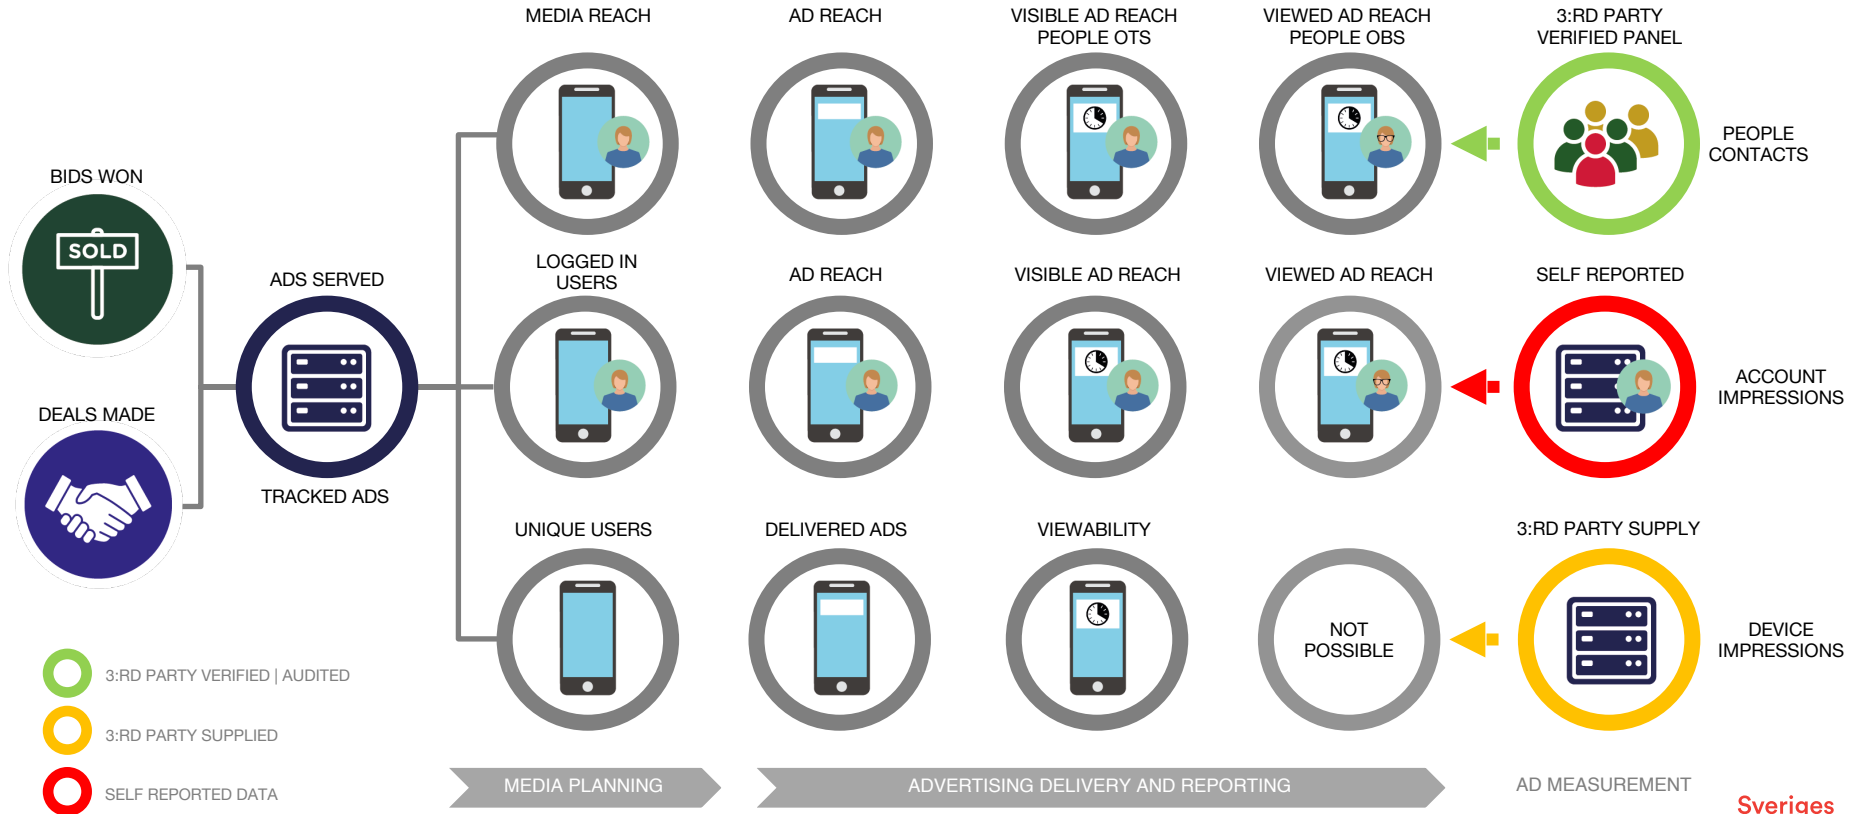 MEDIA REACH
AD REACH
VISIBLE AD REACH
PEOPLE OTS
VIEWED AD REACH
PEOPLE OBS
3:RD PARTY
VERIFIED PANEL
PEOPLE
CONTACTS
BIDS WON
SOLD
DEALS MADE
ADS SERVED
TRACKED ADS
LOGGED IN
USERS
AD REACH
VISIBLE AD REACH
VIEWED AD REACH
SELF REPORTED
ACCOUNT
IMPRESSIONS
UNIQUE USERS
DELIVERED ADS
VIEWABILITY
NOT
POSSIBLE
3:RD PARTY SUPPLY
DEVICE
IMPRESSIONS
3:RD PARTY VERIFIED | AUDITED
3:RD PARTY SUPPLIED
SELF REPORTED DATA
MEDIA PLANNING
ADVERTISING DELIVERY AND REPORTING
AD MEASUREMENT
Sveriges